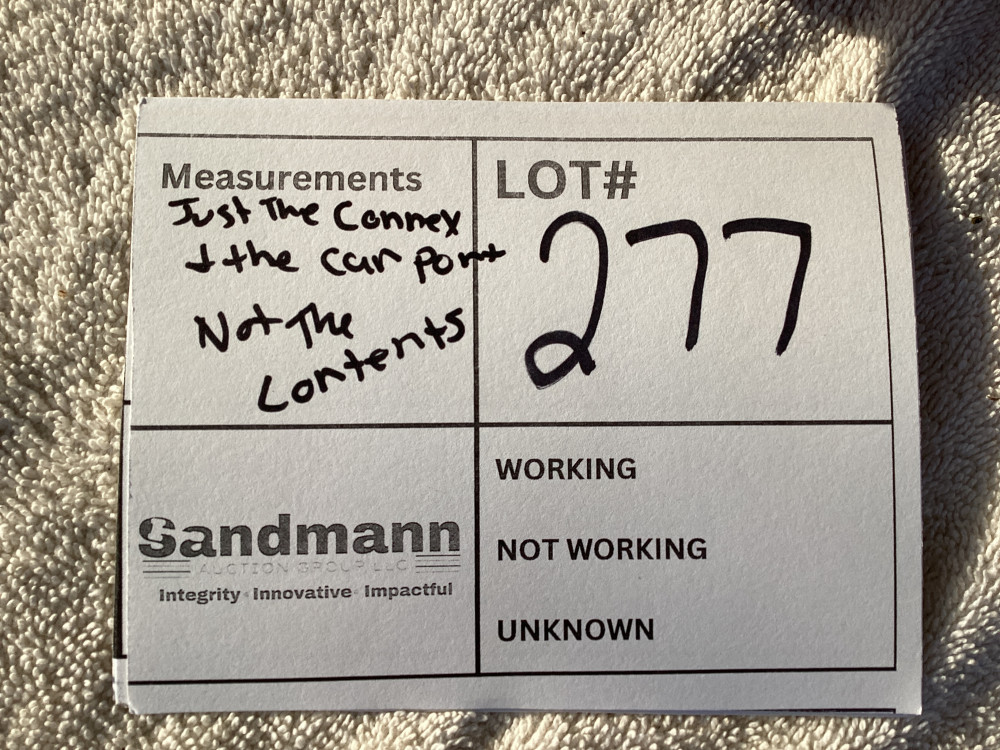 Measurements
Just The Connex
+ the car port
Not The
Contents
LOT#
277
Sandmann
AUCTION GROUP, LLC
Integrity Innovative Impactful
WORKING
NOT WORKING
UNKNOWN